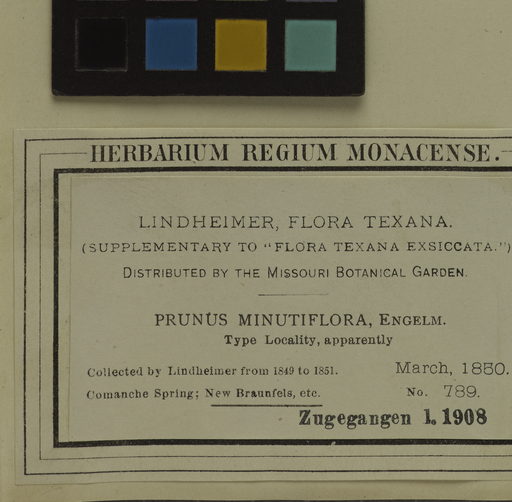 HERBARIUM REGIUM MONACENSE.
LINDHEIMER, FLORA TEXANA.
(SUPPLEMENTARY TO "FLORA TEXANA EXSICCATA.")
DISTRIBUTED BY THE MISSOURI BOTANICAL GARDEN.
PRUNUS MINUTIFLORA, ENGELM.
Type Locality, apparently
Collected by Lindheimer from 1849 to 1851. March, 1850.
Comanche Spring; New Braunfels, etc. No. 789.
Zugegangen 1. 1908